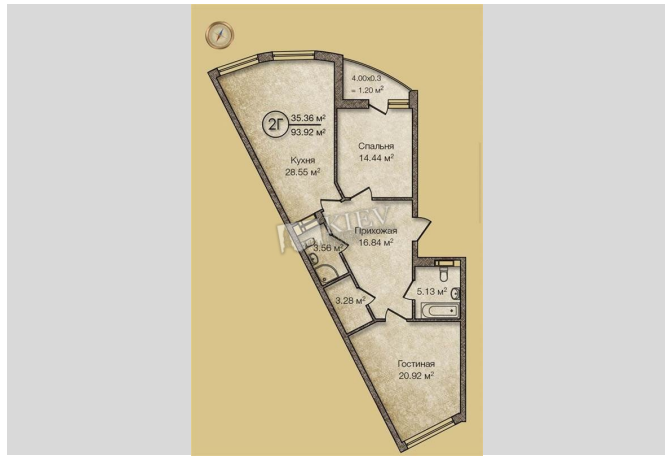 4.00x0.3
= 1.20 м²
2Г
35.36 м²
93.92 м²
Спальня
14.44 м²
Кухня
28.55 м²
KIEV
Прихожая
16.84 м²
3.56 м²
3.28 м²
5.13 м²
Гостиная
20.92 м²